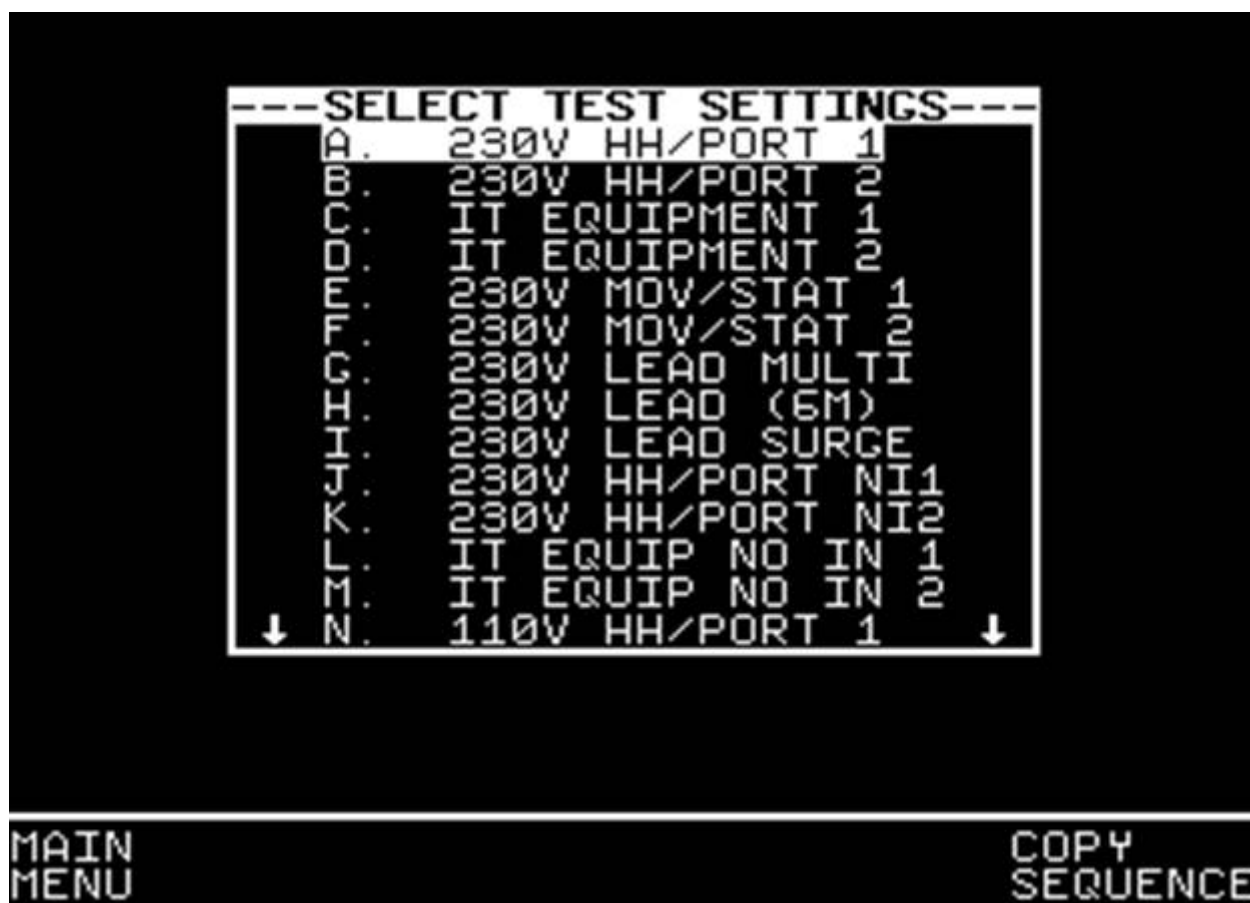 ---SELECT TEST SETTINGS---
A. 230V HH/PORT 1
B. 230V HH/PORT 2
C. IT EQUIPMENT 1
D. IT EQUIPMENT 2
E. 230V MOV/STAT 1
F. 230V MOV/STAT 2
G. 230V LEAD MULTI
H. 230V LEAD (6M)
I. 230V LEAD SURGE
J. 230V HH/PORT NI1
K. 230V HH/PORT NI2
L. IT EQUIP NO IN 1
M. IT EQUIP NO IN 2
↓ N. 110V HH/PORT 1 ↓
MAIN
MENU
COPY
SEQUENCE